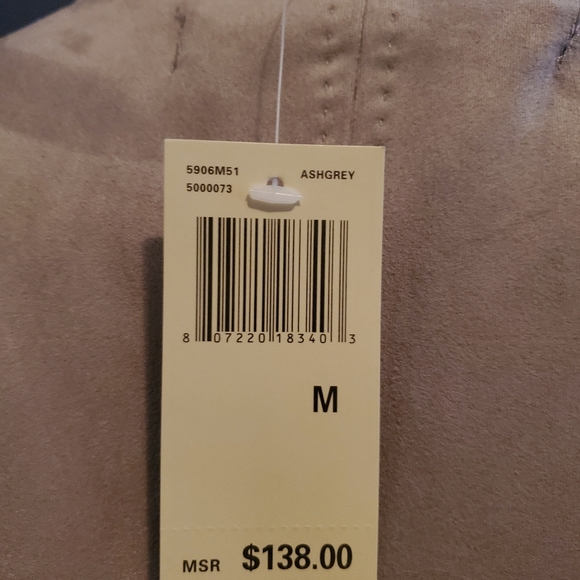 5906M51 ASHGREY
5000073
8 07220 18340 3
M
MSR $138.00